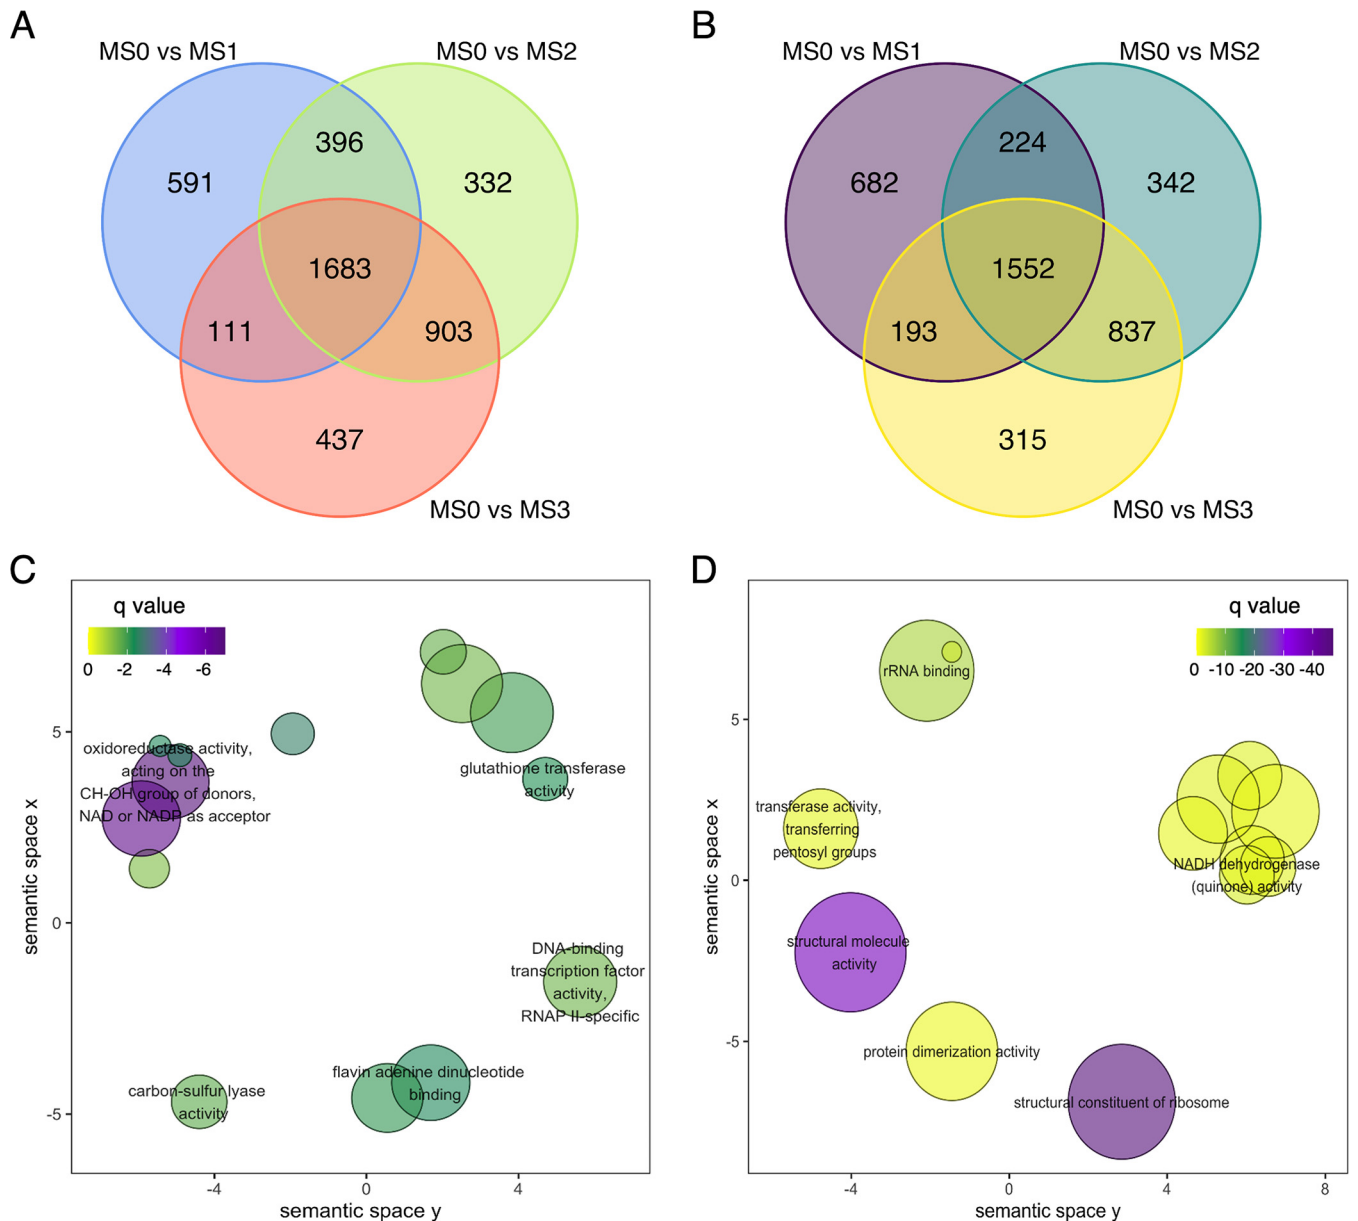 A
MS0 vs MS1
MS0 vs MS2
396
591
332
1683
111
903
437
MS0 vs MS3
B
MS0 vs MS1
MS0 vs MS2
224
682
342
1552
193
837
315
MS0 vs MS3
C
q value
0 -2 -4 -6
oxidoreductase activity,
acting on the
CH-OH group of donors,
NAD or NADP as acceptor
glutathione transferase
activity
DNA-binding
transcription factor
activity,
RNAP II-specific
flavin adenine dinucleotide
binding
carbon-sulfur lyase
activity
5
0
-5
semantic space x
-4 0 4
semantic space y
D
q value
0 -10 -20 -30 -40
rRNA binding
transferase activity,
transferring
pentosyl groups
NADH dehydrogenase
(quinone) activity
structural molecule
activity
protein dimerization activity
structural constituent of ribosome
5
0
-5
semantic space x
-4 0 4 8
semantic space y